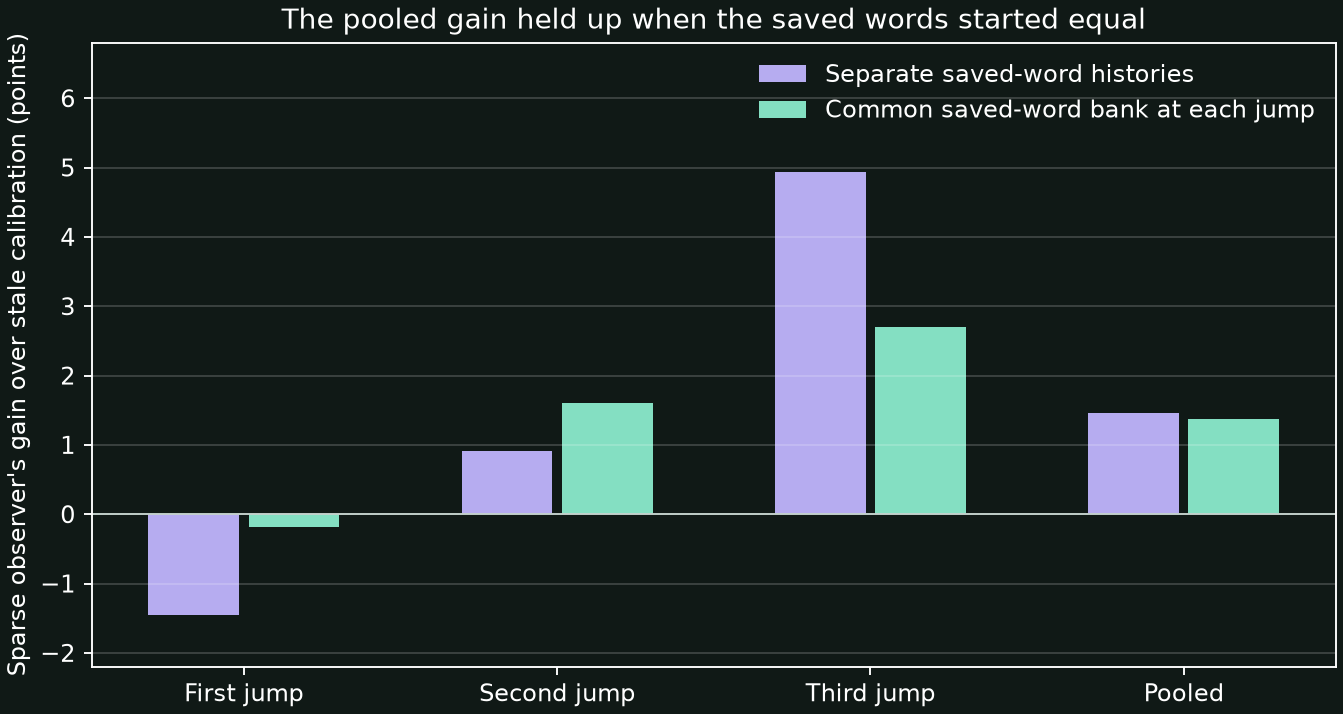 The pooled gain held up when the saved words started equal
Separate saved-word histories
Common saved-word bank at each jump
Sparse observer's gain over stale calibration (points)
6
5
4
3
2
1
0
−1
−2
First jump
Second jump
Third jump
Pooled